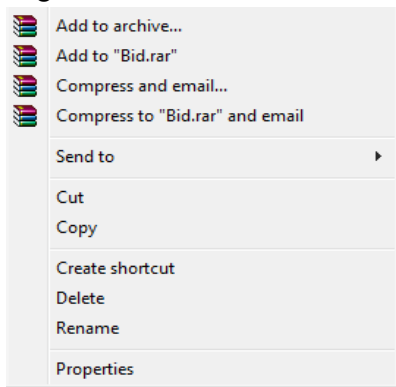 Add to archive...
Add to "Bid.rar"
Compress and email...
Compress to "Bid.rar" and email
Send to
Cut
Copy
Create shortcut
Delete
Rename
Properties